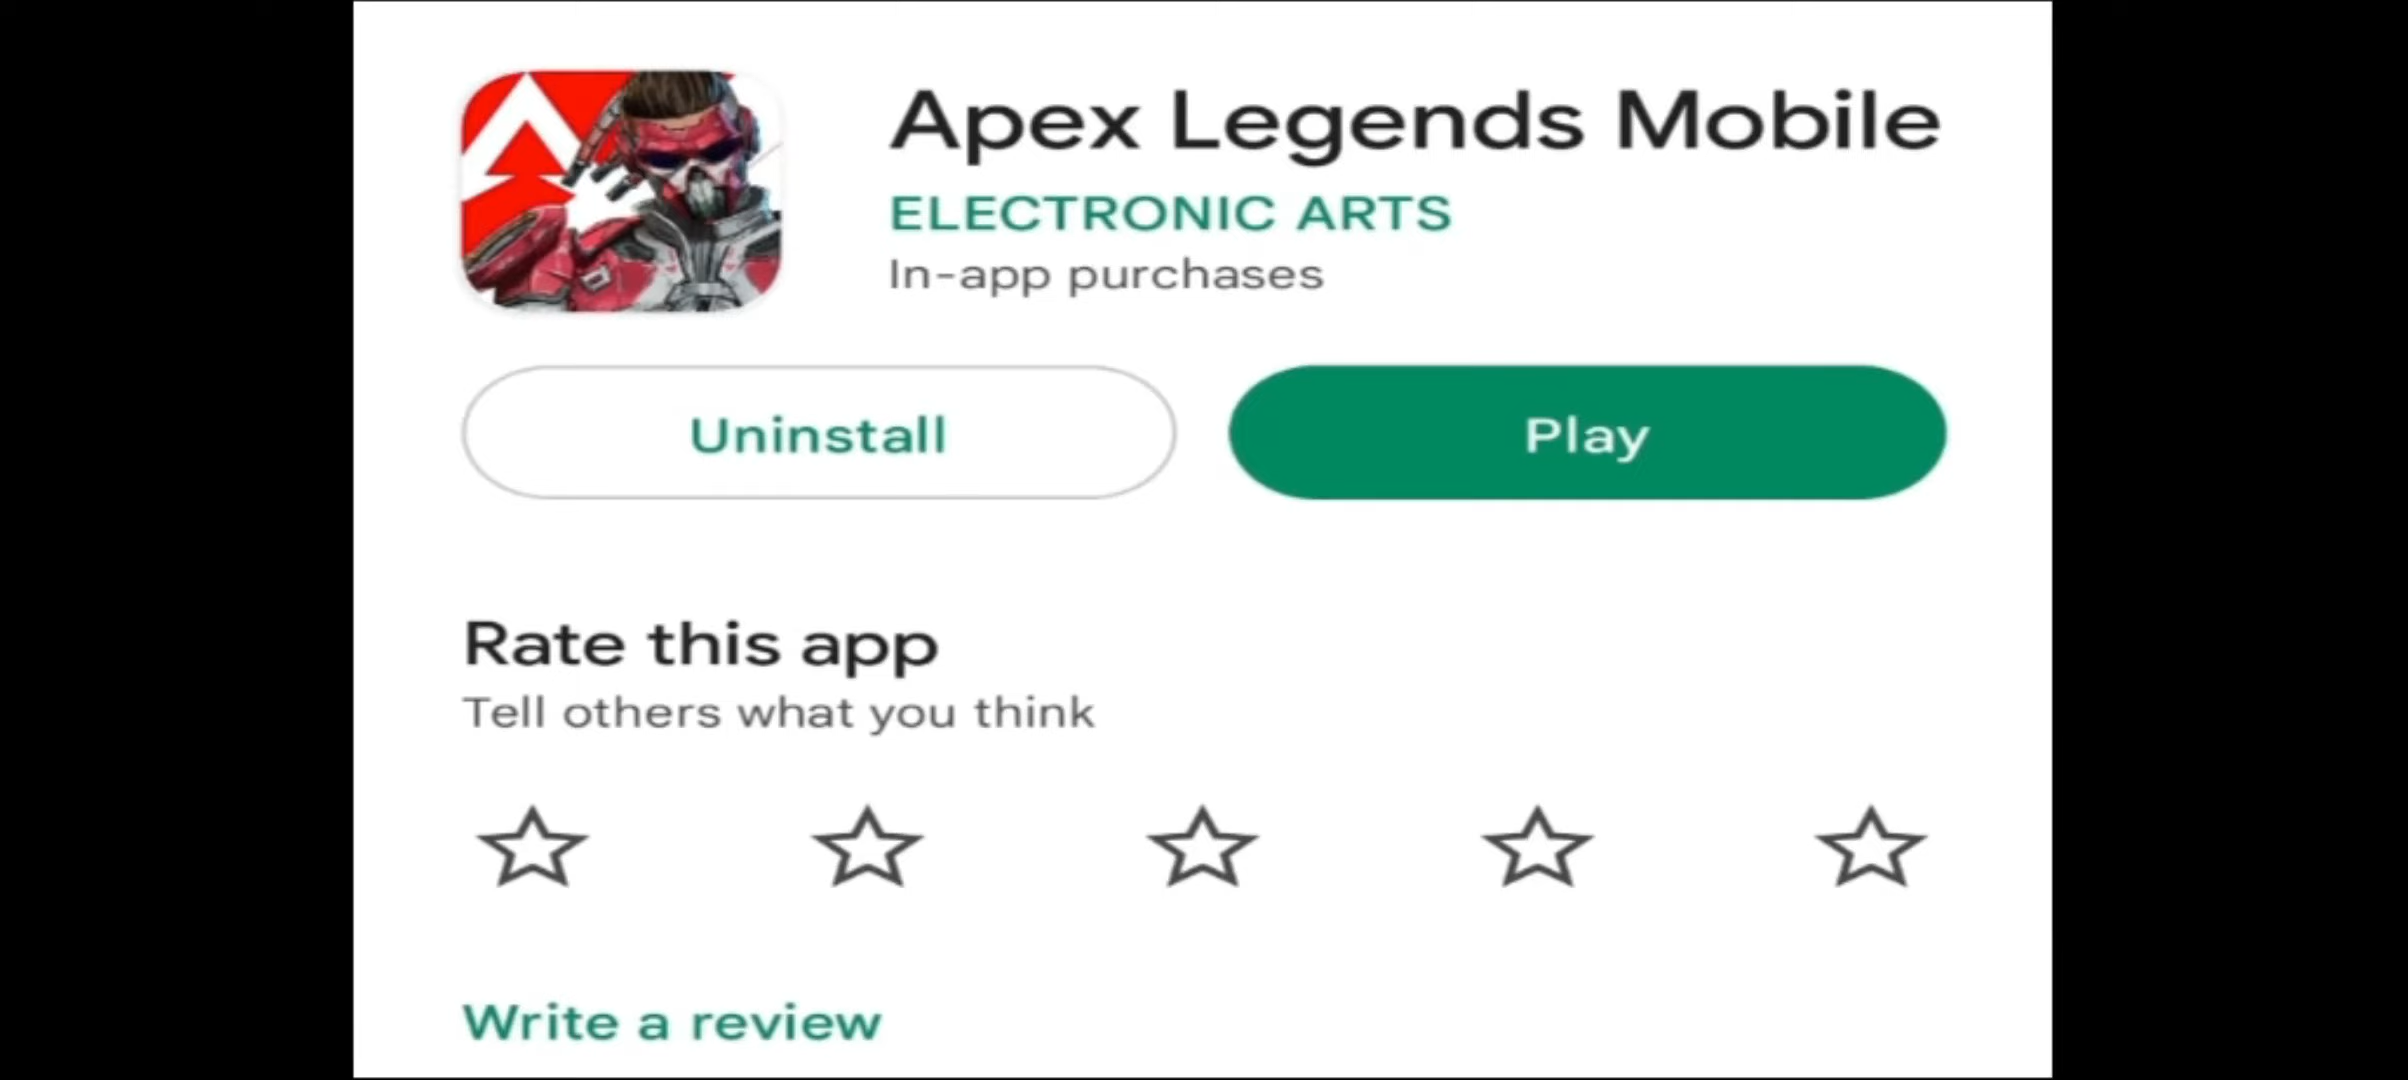 Apex Legends Mobile
ELECTRONIC ARTS
In-app purchases
Uninstall
Play
Rate this app
Tell others what you think
Write a review